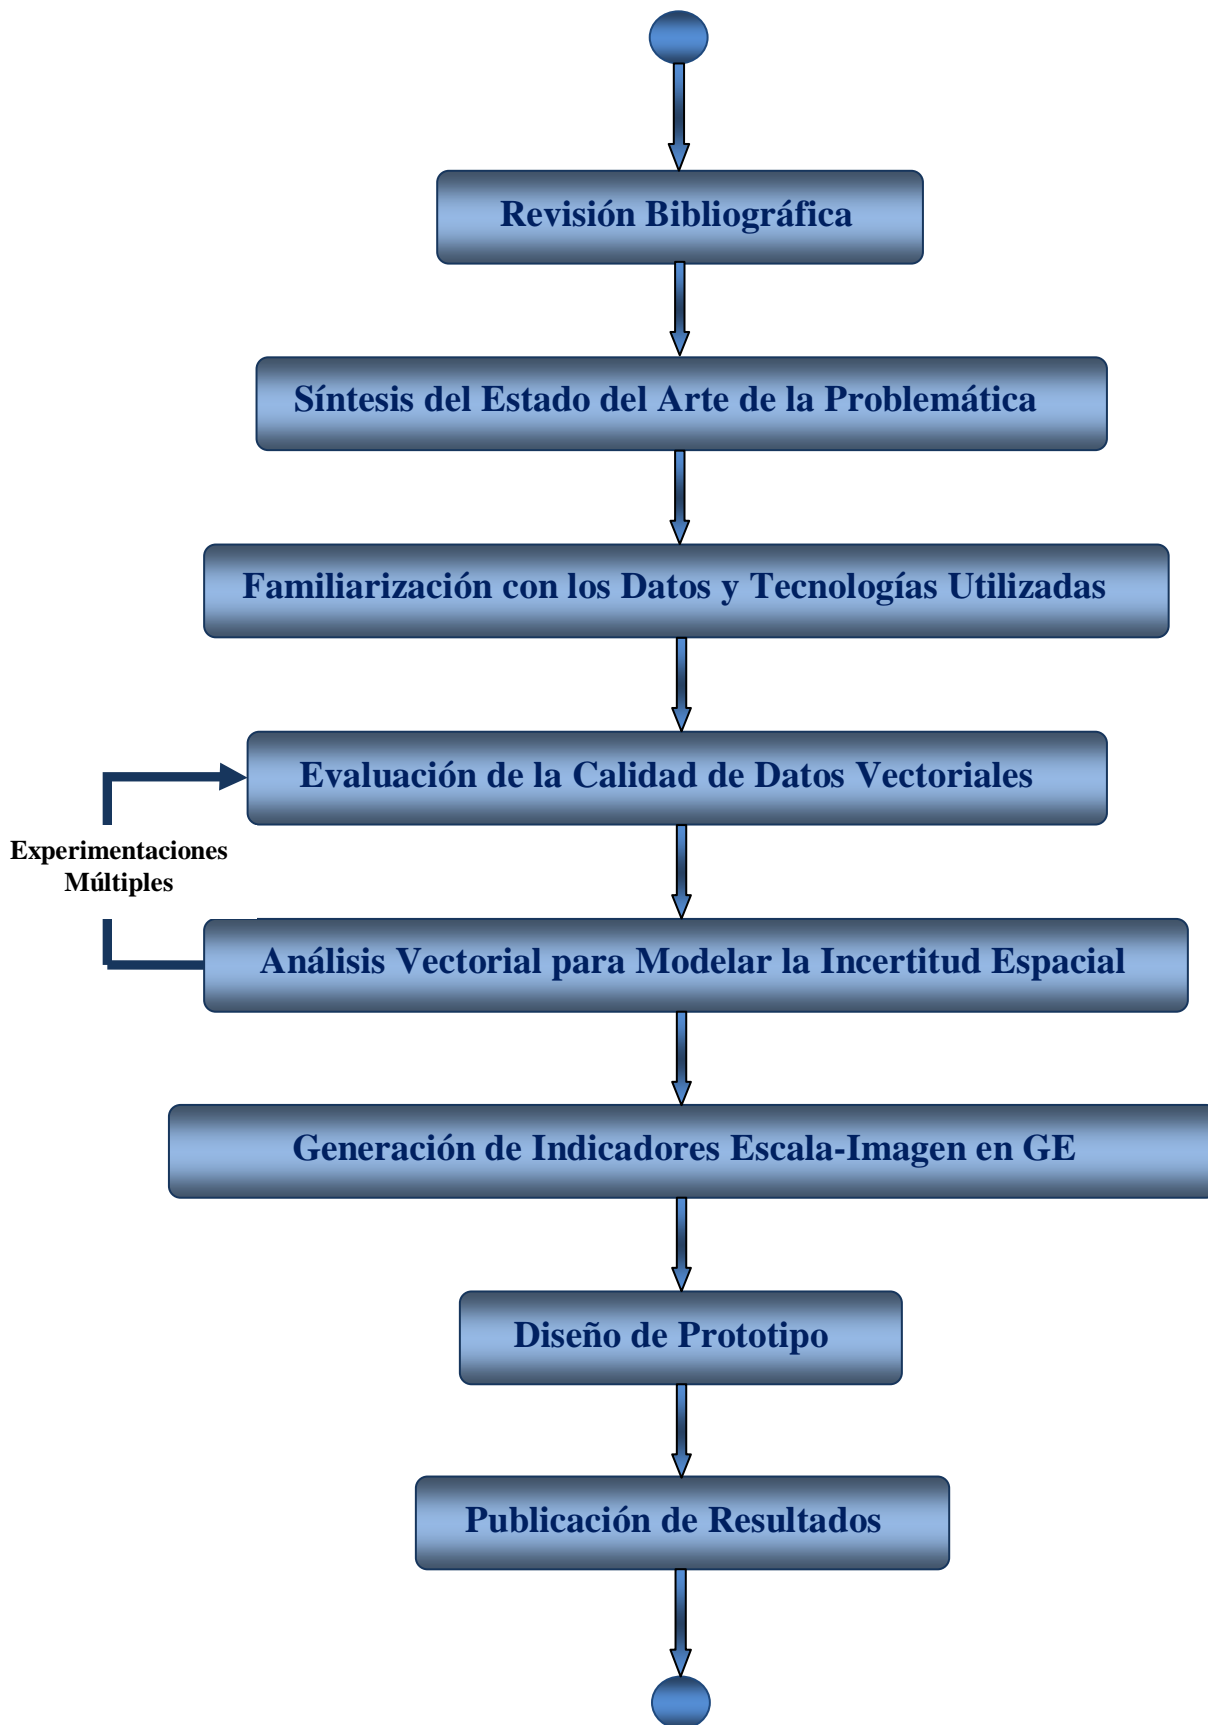 Revisión Bibliográfica
Síntesis del Estado del Arte de la Problemática
Familiarización con los Datos y Tecnologías Utilizadas
Evaluación de la Calidad de Datos Vectoriales
Experimentaciones
Múltiples
Análisis Vectorial para Modelar la Incertitud Espacial
Generación de Indicadores Escala-Imagen en GE
Diseño de Prototipo
Publicación de Resultados